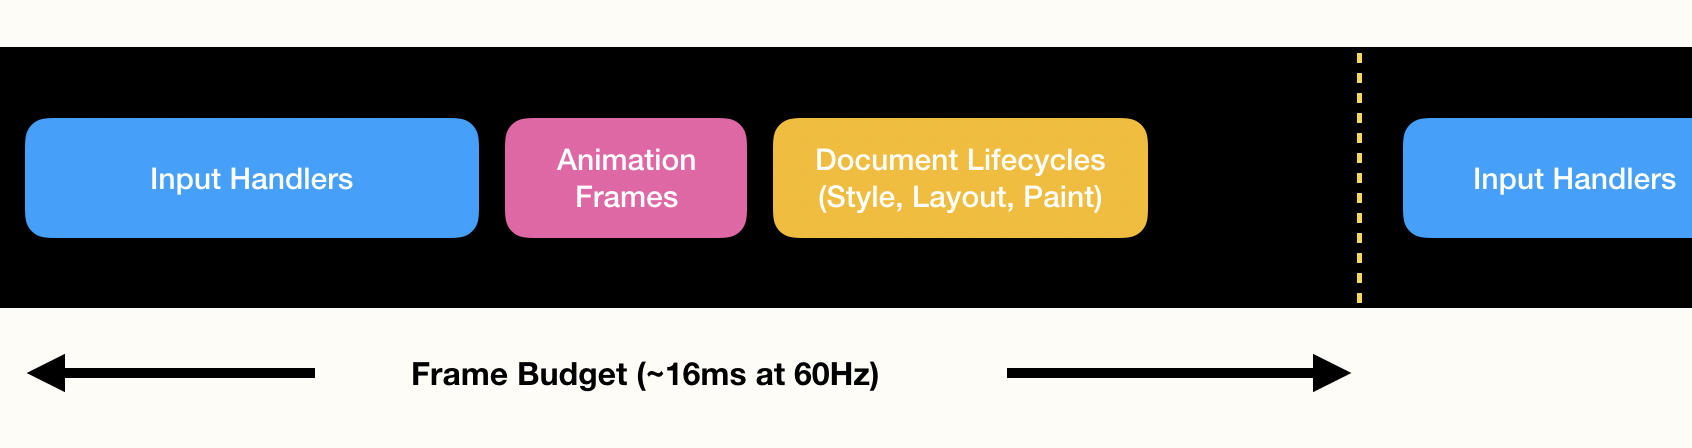 Input Handlers
Animation
Frames
Document Lifecycles
(Style, Layout, Paint)
Input Handlers
Frame Budget (~16ms at 60Hz)